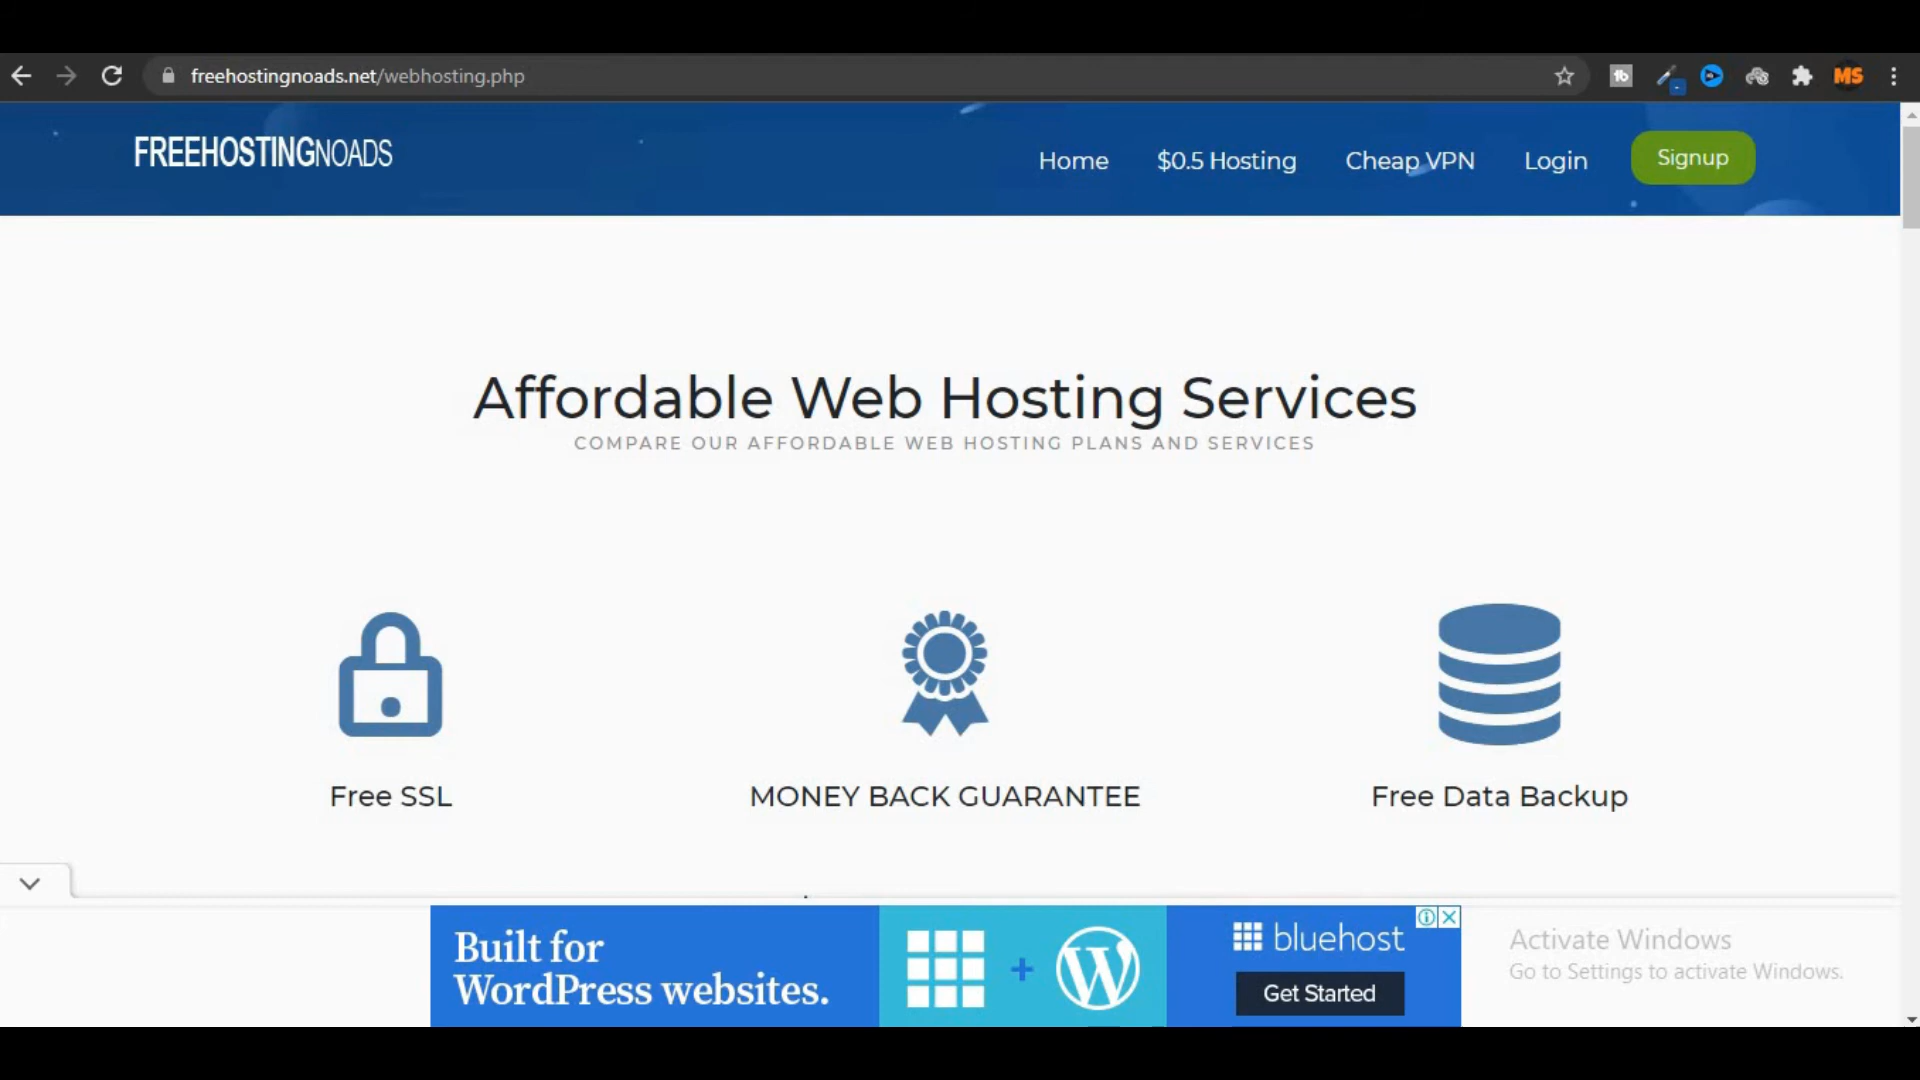 freehostingnoads.net/webhosting.php
tb
MS
FREEHOSTINGNOADS
Home
$0.5 Hosting
Cheap VPN
Login
Signup
Affordable Web Hosting Services
COMPARE OUR AFFORDABLE WEB HOSTING PLANS AND SERVICES
Free SSL
MONEY BACK GUARANTEE
Free Data Backup
Built for
WordPress websites.
+
W
bluehost
Get Started
Activate Windows
Go to Settings to activate Windows.